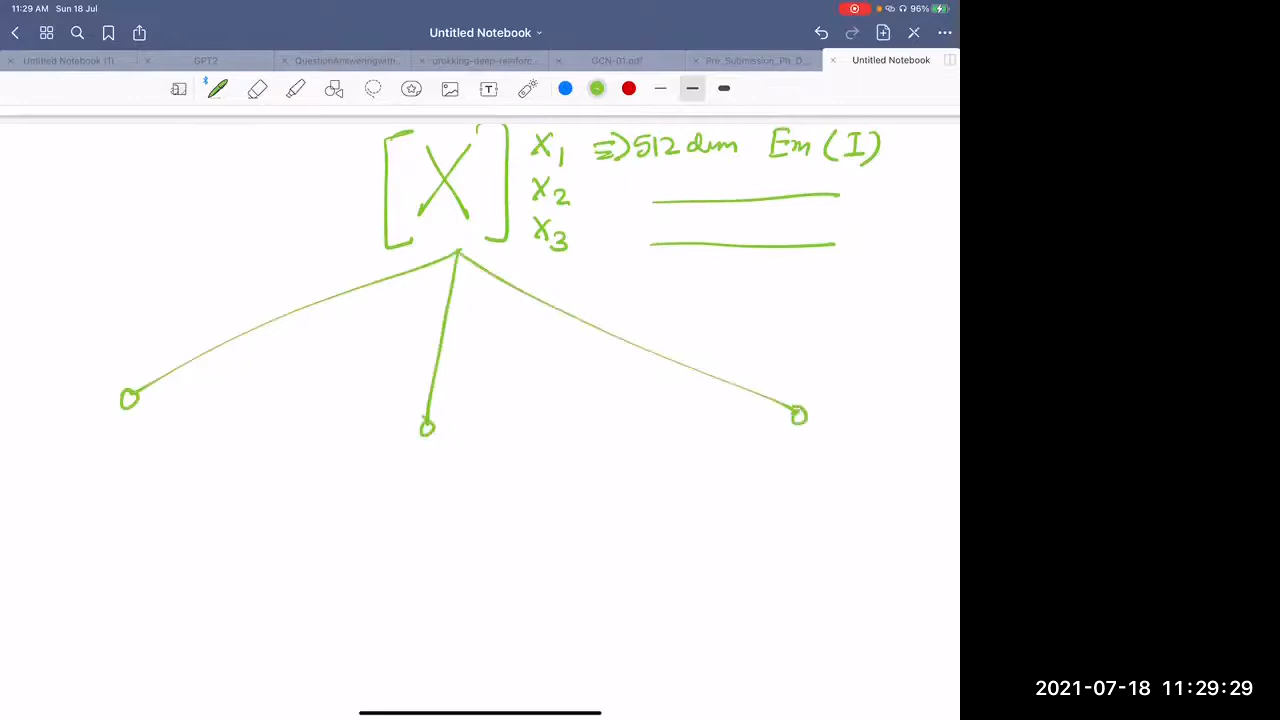 11:29 AM Sun 18 Jul
96%
Untitled Notebook
Untitled Notebook (1)
GPT2
QuestionAnsweringwith...
grokking-deep-reinforc...
GCN-01.pdf
Pre_Submission_Ph_D...
Untitled Notebook
[X] X1 ⇒ 512 dim Em (I)
X2
X3
2021-07-18 11:29:29